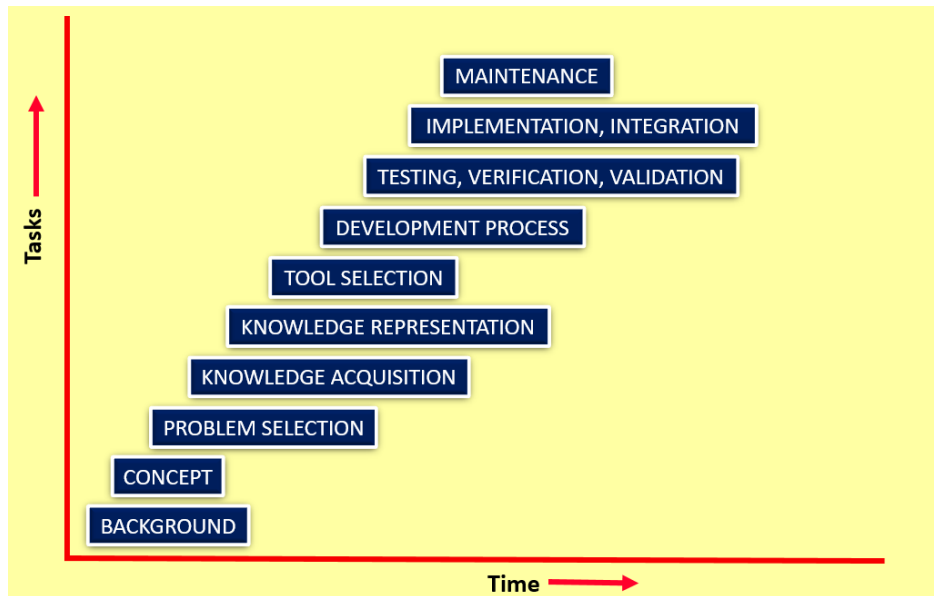 MAINTENANCE
IMPLEMENTATION, INTEGRATION
TESTING, VERIFICATION, VALIDATION
DEVELOPMENT PROCESS
TOOL SELECTION
KNOWLEDGE REPRESENTATION
KNOWLEDGE ACQUISITION
PROBLEM SELECTION
CONCEPT
BACKGROUND
Tasks
Time